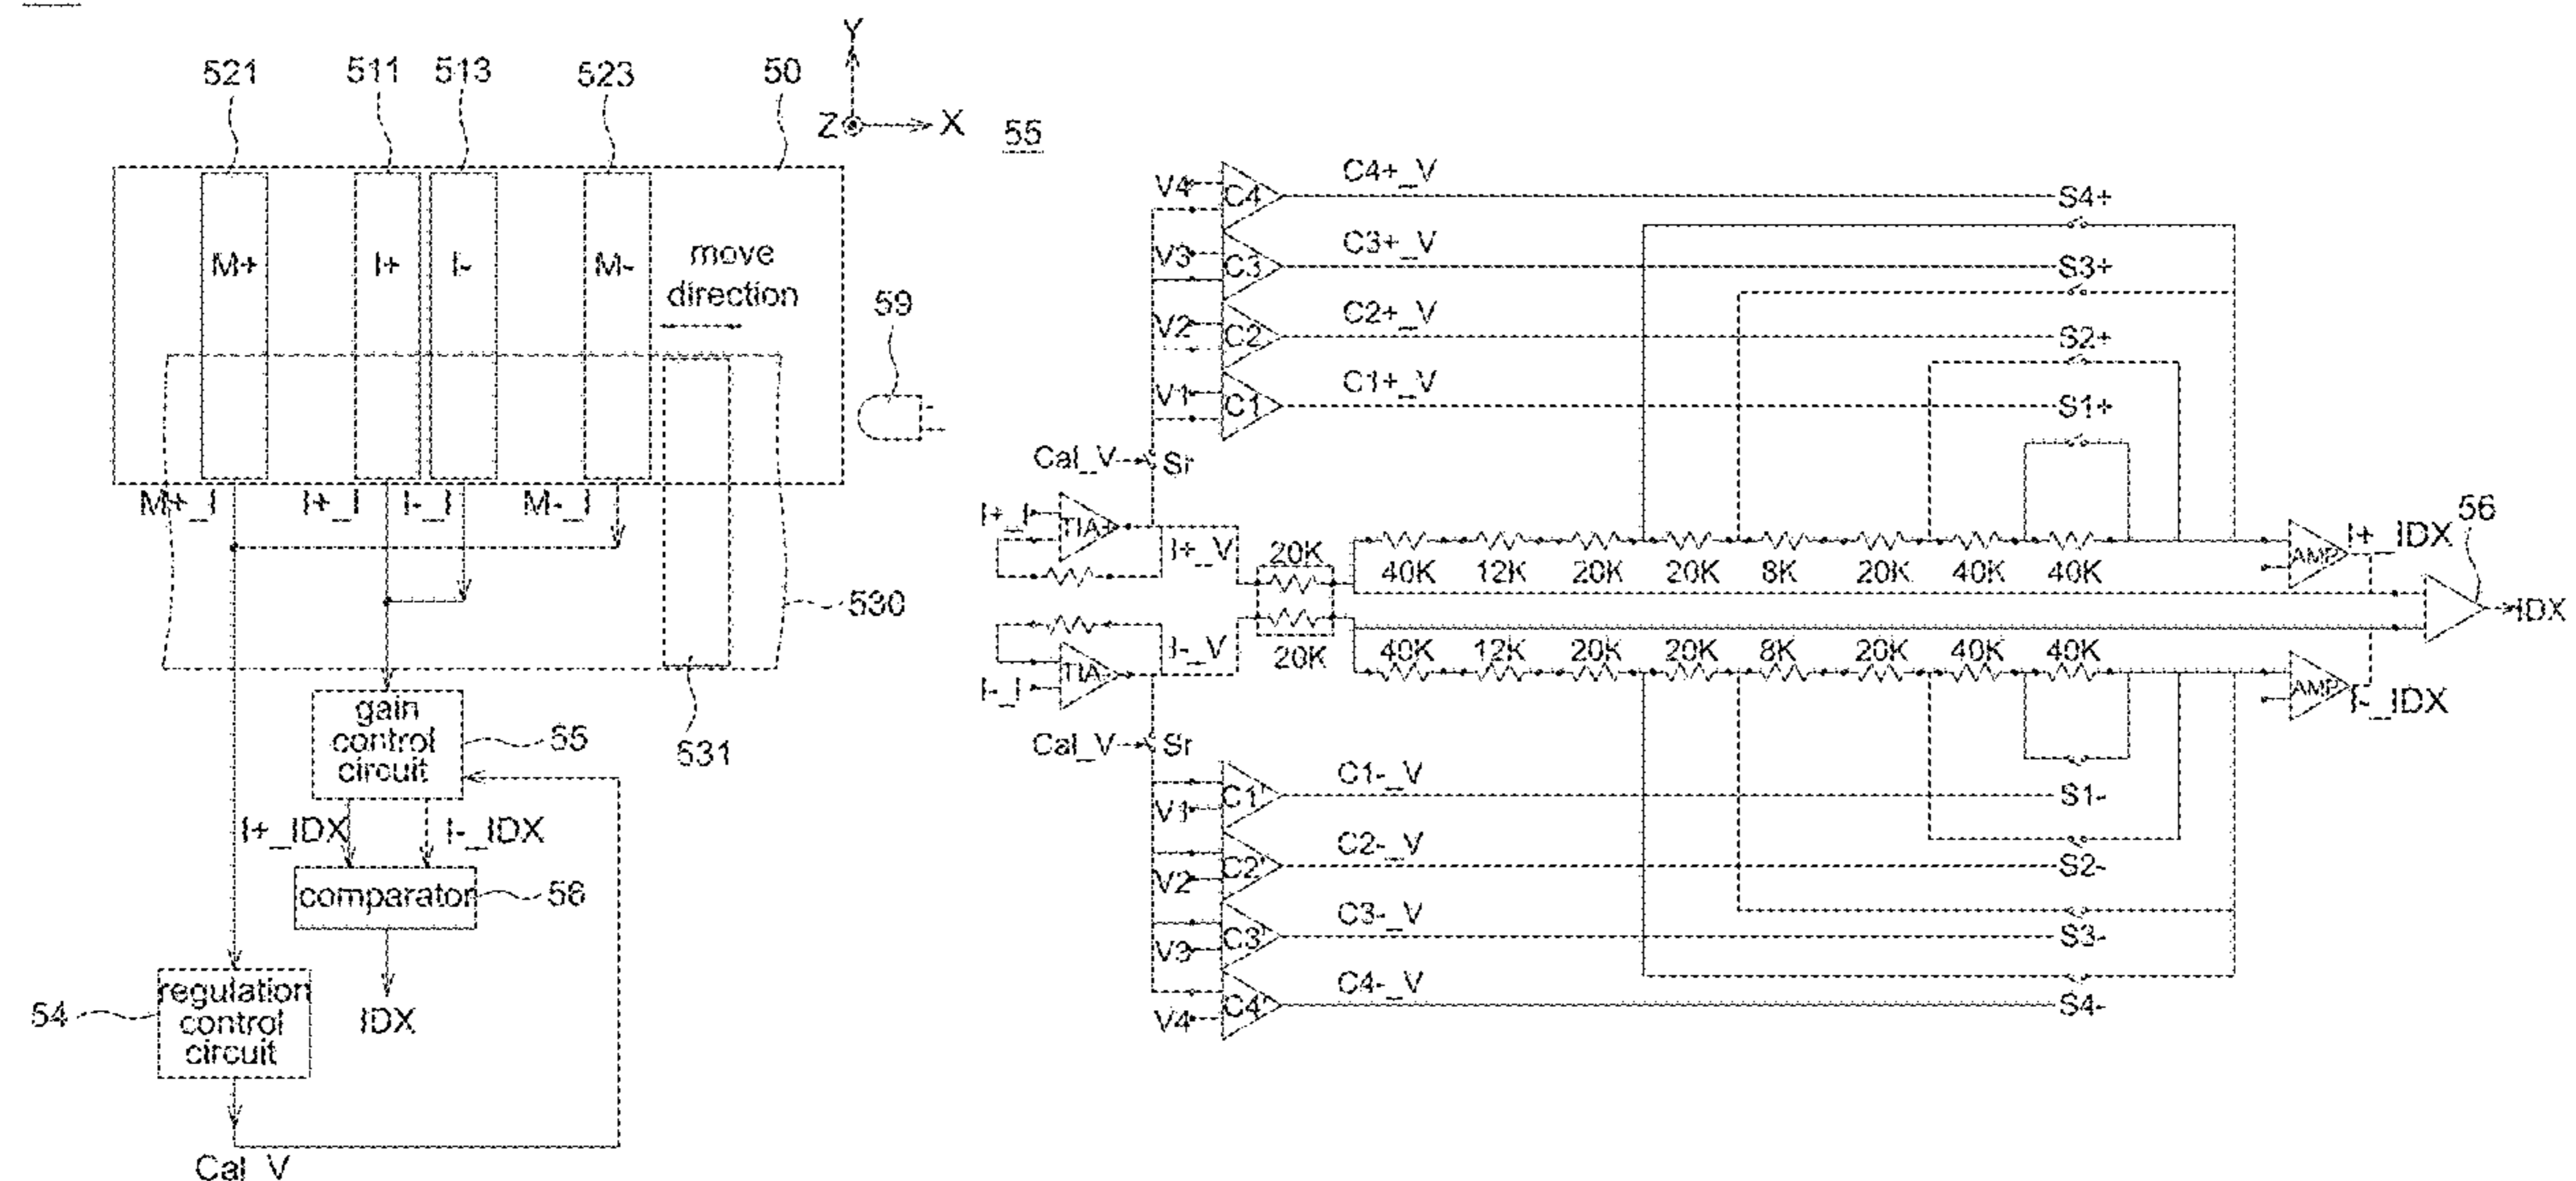 Y
521 511 513 523 50
Z X
M+ I+ I- M-
move
direction
59
M+_I I+_I I-_I M-_I
530
gain
control
circuit
55
531
I+_IDX I-_IDX
comparator 56
regulation
control
circuit
54
IDX
Cal_V
55
V4 C4 C4+_V S4+
V3 C3 C3+_V S3+
V2 C2 C2+_V S2+
V1 C1 C1+_V S1+
Cal_V Sr
I+_I TIA+ I+_V
20K
40K 12K 20K 20K 8K 20K 40K 40K
AMP I+_IDX
56
IDX
20K
40K 12K 20K 20K 8K 20K 40K 40K
AMP I-_IDX
I-_I I-_V
Cal_V Sr
C1' C1-_V
V1 S1-
C2' C2-_V
V2 S2-
C3' C3-_V
V3 S3-
C4' C4-_V
V4 S4-